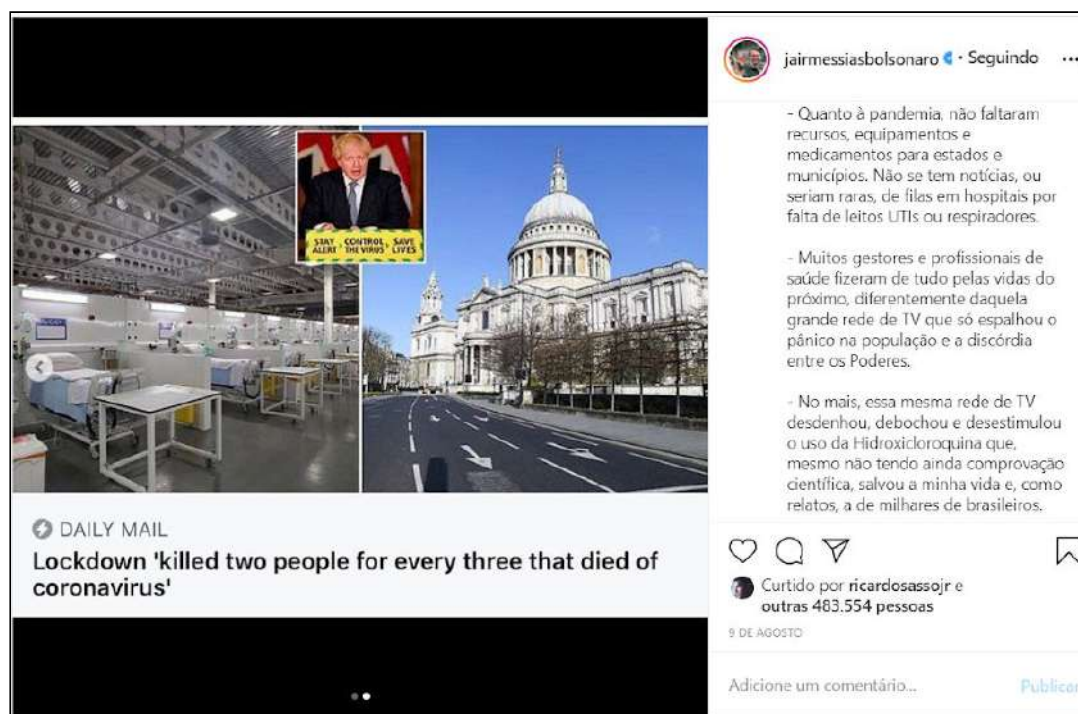 jairmessiasbolsonaro • Seguindo ...
- Quanto à pandemia, não faltaram
recursos, equipamentos e
medicamentos para estados e
municípios. Não se tem notícias, ou
seriam raras, de filas em hospitais por
falta de leitos UTIs ou respiradores.
- Muitos gestores e profissionais de
saúde fizeram de tudo pelas vidas do
próximo, diferentemente daquela
grande rede de TV que só espalhou o
pânico na população e a discórdia
entre os Poderes.
- No mais, essa mesma rede de TV
desdenhou, debochou e desestimulou
o uso da Hidroxicloroquina que,
mesmo não tendo ainda comprovação
científica, salvou a minha vida e, como
relatos, a de milhares de brasileiros.
STAY CONTROL SAVE
ALERT THE VIRUS LIVES
DAILY MAIL
Lockdown 'killed two people for every three that died of
coronavirus'
Curtido por ricardosassojr e
outras 483.554 pessoas
9 DE AGOSTO
Adicione um comentário... Publicar